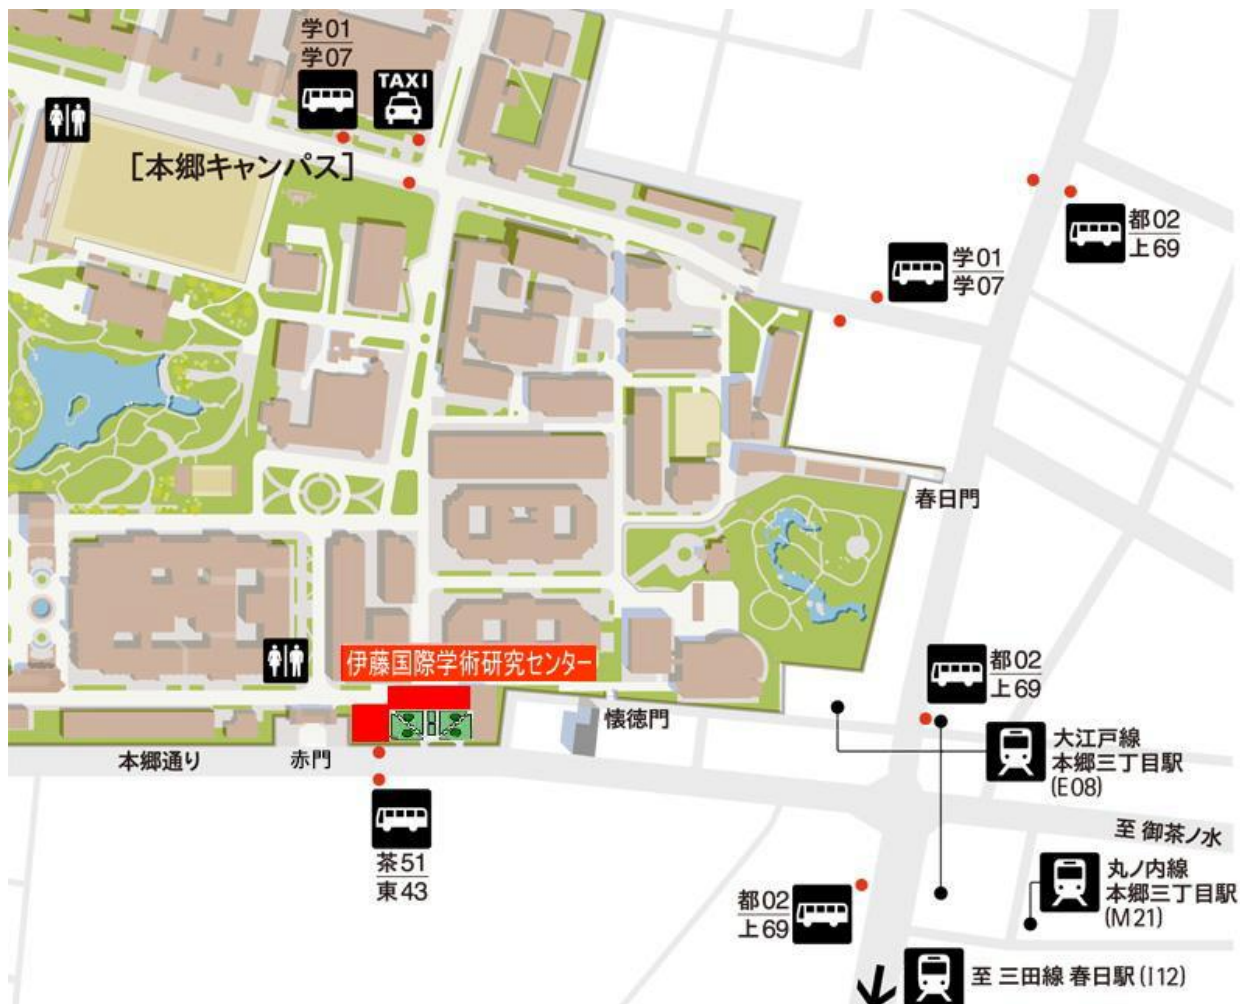 学01
学07
TAXI
[本郷キャンパス]
都02
上69
学01
学07
春日門
伊藤国際学術研究センター
都02
上69
懐徳門
大江戸線
本郷三丁目駅
(E08)
本郷通り
赤門
茶51
東43
至 御茶ノ水
丸ノ内線
本郷三丁目駅
(M21)
都02
上69
至 三田線 春日駅(I12)